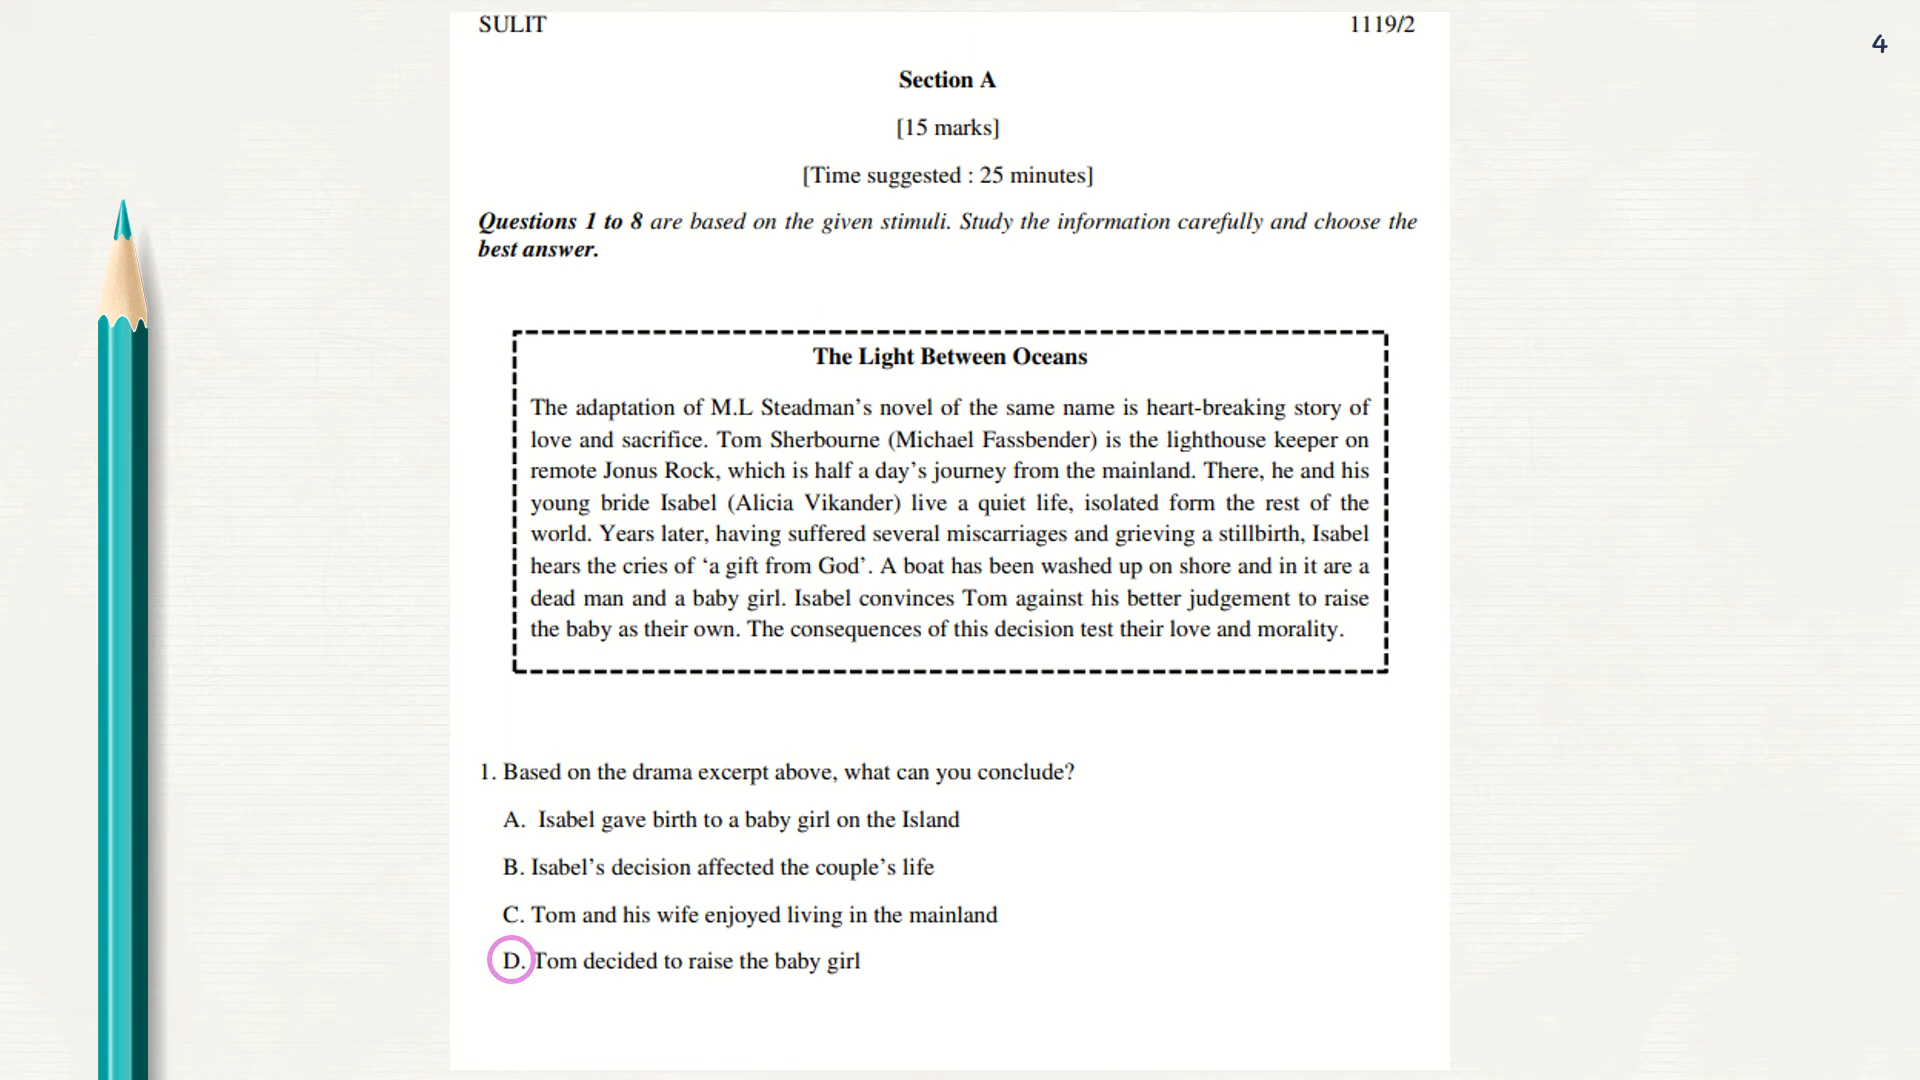 SULIT 1119/2
4
Section A
[15 marks]
[Time suggested : 25 minutes]
Questions 1 to 8 are based on the given stimuli. Study the information carefully and choose the
best answer.
The Light Between Oceans
The adaptation of M.L Steadman’s novel of the same name is heart-breaking story of
love and sacrifice. Tom Sherbourne (Michael Fassbender) is the lighthouse keeper on
remote Jonus Rock, which is half a day’s journey from the mainland. There, he and his
young bride Isabel (Alicia Vikander) live a quiet life, isolated form the rest of the
world. Years later, having suffered several miscarriages and grieving a stillbirth, Isabel
hears the cries of ‘a gift from God’. A boat has been washed up on shore and in it are a
dead man and a baby girl. Isabel convinces Tom against his better judgement to raise
the baby as their own. The consequences of this decision test their love and morality.
1. Based on the drama excerpt above, what can you conclude?
A. Isabel gave birth to a baby girl on the Island
B. Isabel’s decision affected the couple’s life
C. Tom and his wife enjoyed living in the mainland
D. Tom decided to raise the baby girl